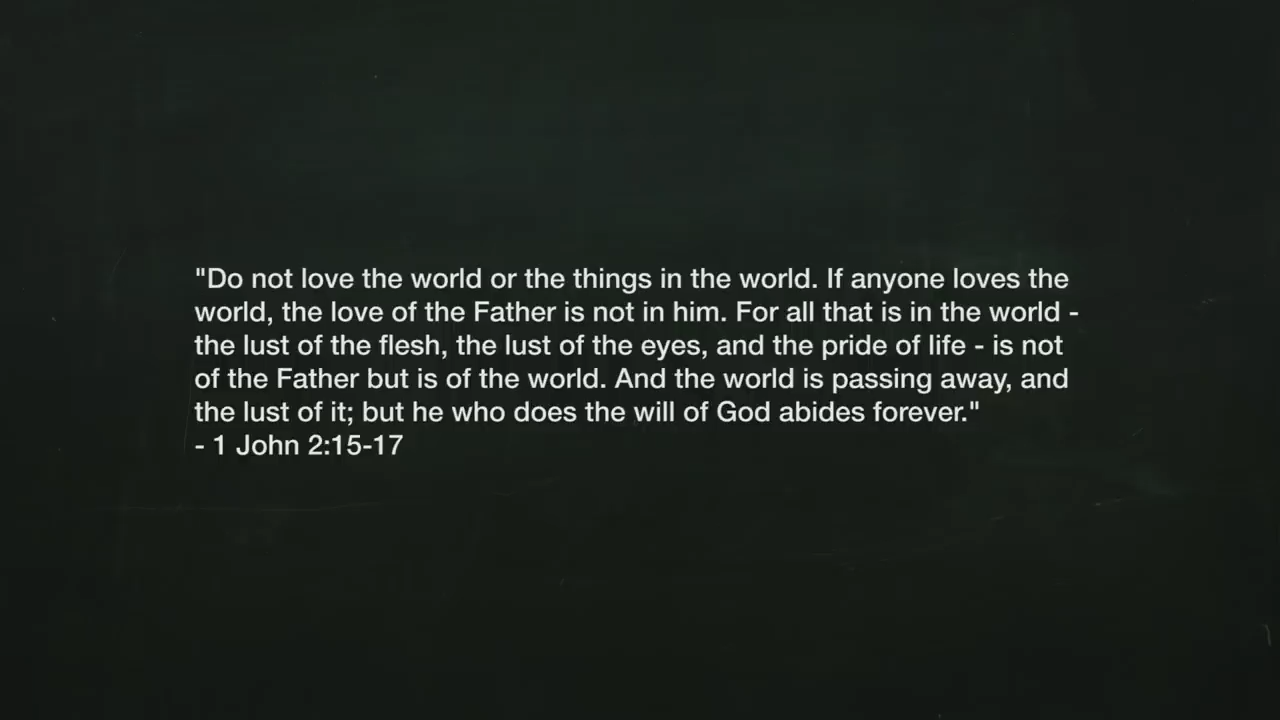 "Do not love the world or the things in the world. If anyone loves the
world, the love of the Father is not in him. For all that is in the world -
the lust of the flesh, the lust of the eyes, and the pride of life - is not
of the Father but is of the world. And the world is passing away, and
the lust of it; but he who does the will of God abides forever."
- 1 John 2:15-17